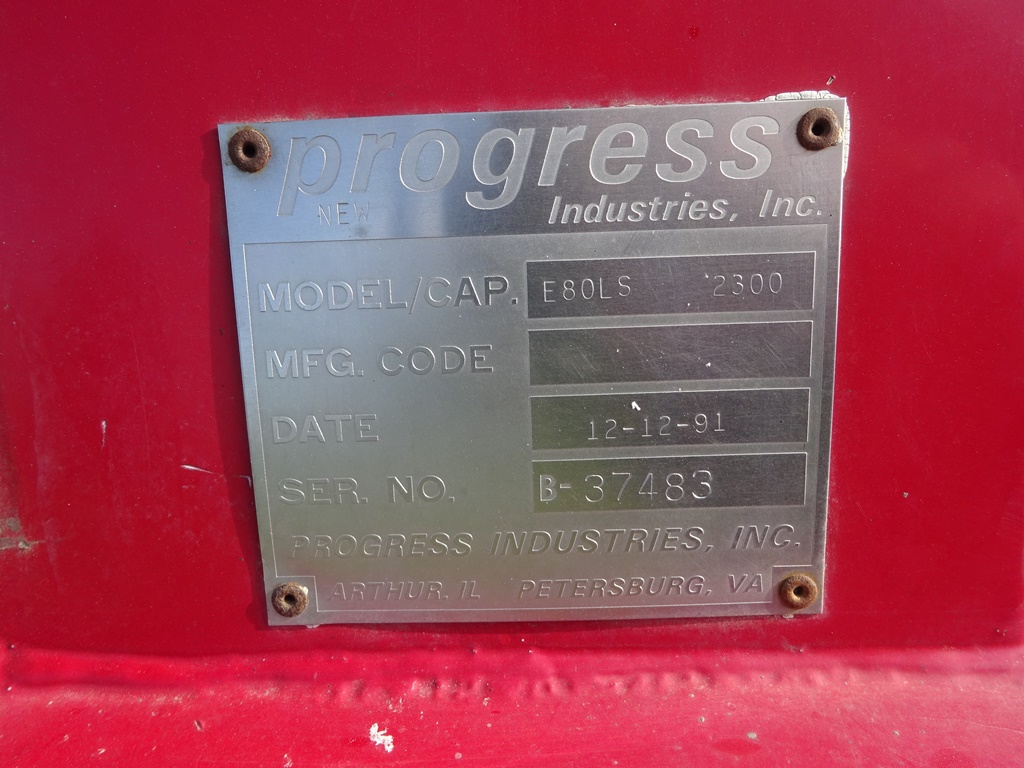 progress
NEW Industries, Inc.
MODEL/CAP. E80LS 2300
MFG. CODE
DATE 12-12-91
SER. NO. B-37483
PROGRESS INDUSTRIES, INC.
ARTHUR, IL PETERSBURG, VA